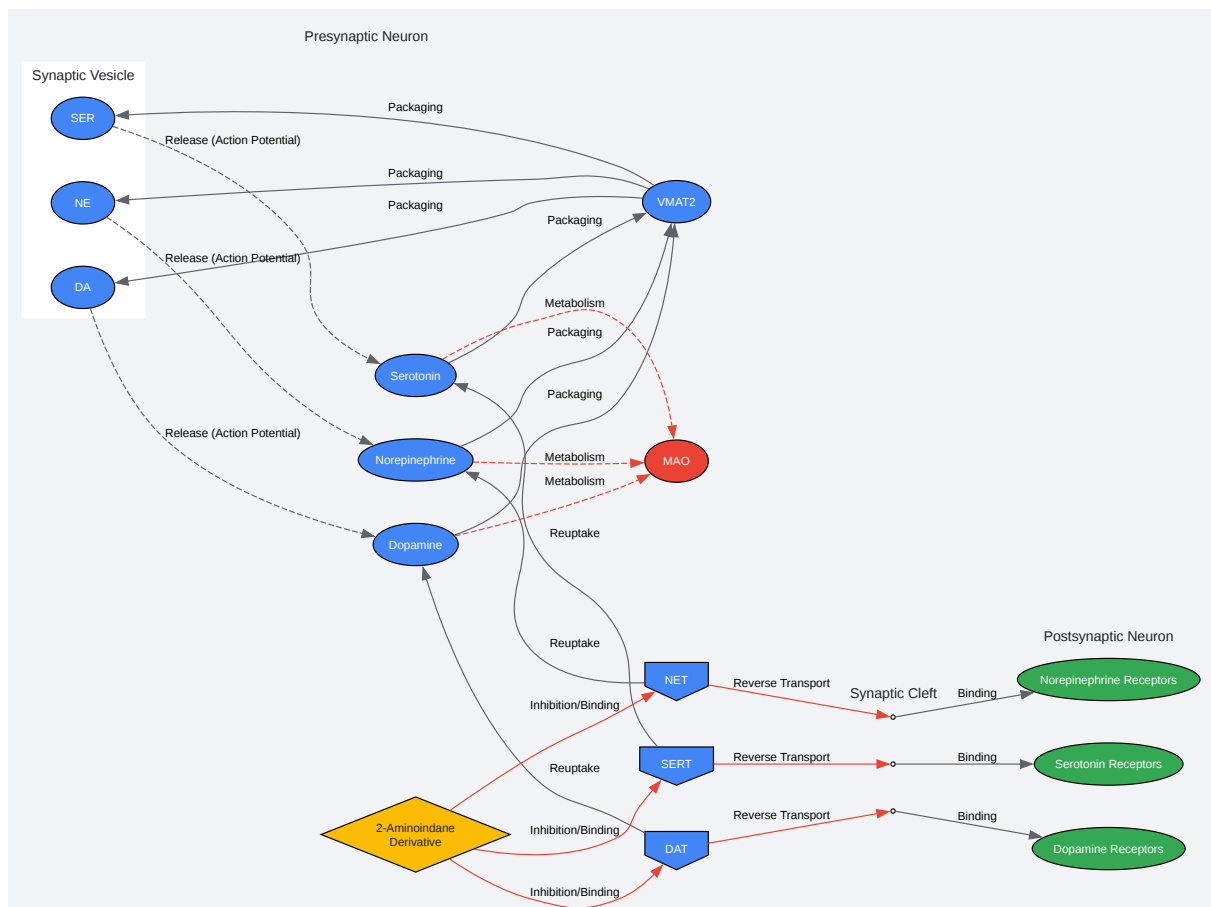 Presynaptic Neuron
Synaptic Vesicle
SER
Packaging
Release (Action Potential)
Packaging
NE
VMAT2
Packaging
Packaging
Release (Action Potential)
DA
Metabolism
Packaging
Serotonin
Packaging
Release (Action Potential)
Norepinephrine
Metabolism
MAO
Metabolism
Dopamine
Reuptake
Reuptake
Postsynaptic Neuron
NET
Reverse Transport
Synaptic Cleft
Binding
Norepinephrine Receptors
Inhibition/Binding
Reuptake
SERT
Reverse Transport
Binding
Serotonin Receptors
2-Aminoindane
Derivative
Inhibition/Binding
Reverse Transport
Binding
DAT
Dopamine Receptors
Inhibition/Binding